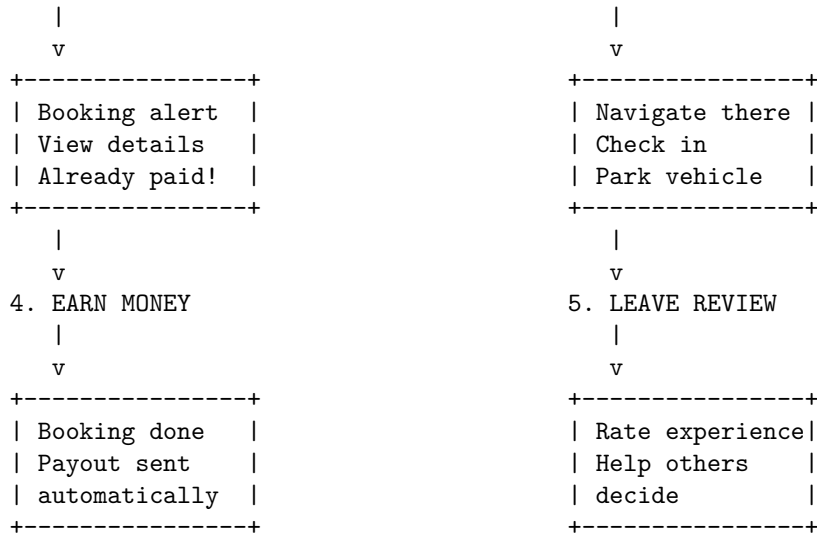 |                                  |
   v                                  v
+----------------+                 +----------------+
| Booking alert  |                 | Navigate there |
| View details   |                 | Check in       |
| Already paid!  |                 | Park vehicle   |
+----------------+                 +----------------+
   |                                  |
   v                                  v
4. EARN MONEY                      5. LEAVE REVIEW
   |                                  |
   v                                  v
+----------------+                 +----------------+
| Booking done   |                 | Rate experience|
| Payout sent    |                 | Help others    |
| automatically  |                 | decide         |
+----------------+                 +----------------+